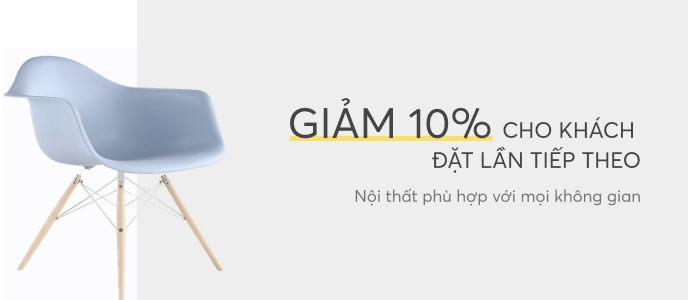 GIẢM 10% CHO KHÁCH
ĐẶT LẦN TIẾP THEO
Nội thất phù hợp với mọi không gian